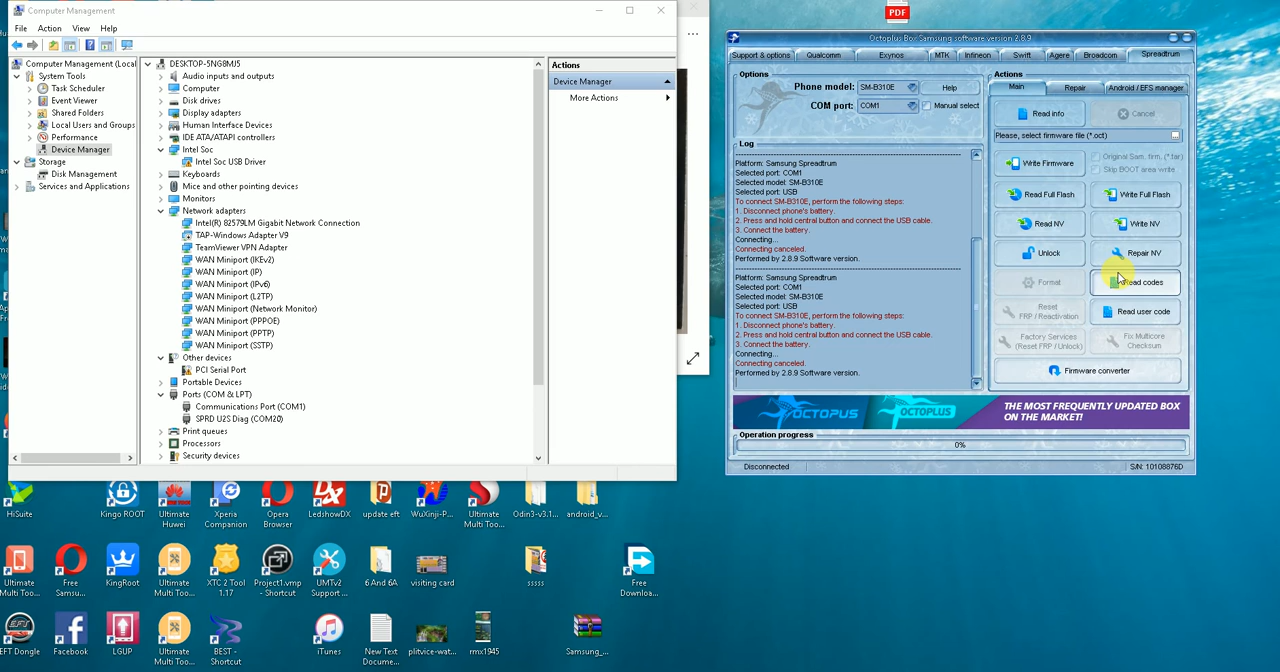 Computer Management
File Action View Help
Computer Management (Local
System Tools
Task Scheduler
Event Viewer
Shared Folders
Local Users and Groups
Performance
Device Manager
Storage
Disk Management
Services and Applications
DESKTOP-5NG8MJ5
Audio inputs and outputs
Computer
Disk drives
Display adapters
Human Interface Devices
IDE ATA/ATAPI controllers
Intel Soc
Intel Soc USB Driver
Keyboards
Mice and other pointing devices
Monitors
Network adapters
Intel(R) 82579LM Gigabit Network Connection
TAP-Windows Adapter V9
TeamViewer VPN Adapter
WAN Miniport (IKEv2)
WAN Miniport (IP)
WAN Miniport (IPv6)
WAN Miniport (L2TP)
WAN Miniport (Network Monitor)
WAN Miniport (PPPOE)
WAN Miniport (PPTP)
WAN Miniport (SSTP)
Other devices
PCI Serial Port
Portable Devices
Ports (COM & LPT)
Communications Port (COM1)
SPRD U2S Diag (COM20)
Print queues
Processors
Security devices
Actions
Device Manager
More Actions
PDF
Octoplus Box Samsung software version 2.8.9
Support & options Qualcomm Exynos MTK Infineon Swift Agere Broadcom Spreadtrum
Options
Phone model: SM-B310E Help
COM port: COM1 Manual select
Log
Platform: Samsung Spreadtrum
Selected port: COM1
Selected model: SM-B310E
Selected port: USB
To connect SM-B310E, perform the following steps:
1. Disconnect phone's battery.
2. Press and hold central button and connect the USB cable.
3. Connect the battery.
Connecting...
Connecting canceled.
Performed by 2.8.9 Software version.
Platform: Samsung Spreadtrum
Selected port: COM1
Selected model: SM-B310E
Selected port: USB
To connect SM-B310E, perform the following steps:
1. Disconnect phone's battery.
2. Press and hold central button and connect the USB cable.
3. Connect the battery.
Connecting...
Connecting canceled.
Performed by 2.8.9 Software version.
Actions
Main Repair Android / EFS manager
Read info Cancel
Please, select firmware file (*.oct) ...
Write Firmware
Original Sam. firm. (*.tar)
Skip BOOT area write
Read Full Flash Write Full Flash
Read NV Write NV
Unlock Repair NV
Format Read codes
Reset
FRP / Reactivation
Read user code
Factory Services
(Reset FRP / Unlock)
Fix Multicore
Checksum
Firmware converter
OCTOPUS OCTOPLUS
THE MOST FREQUENTLY UPDATED BOX
ON THE MARKET!
Operation progress
0%
Disconnected S/N: 10108876D
HiSuite
Kingo ROOT
Ultimate
Huwei
Xperia
Companion
Opera
Browser
LedshowDX
update eft
WuXinji-P...
Ultimate
Multi Too...
Odin3-v3.1...
android_v...
Ultimate
Multi Too...
Free
Samsu...
KingRoot
Ultimate
Multi Too...
XTC 2 Tool
1.17
Project1.vmp
- Shortcut
UMTv2
Support ...
6 And 6A
visiting card
sssss
Free
Downloa...
EFT Dongle
Facebook
LGUP
Ultimate
Multi Too...
BEST -
Shortcut
iTunes
New Text
Docume...
plitvice-wat...
rmx1945
Samsung_...